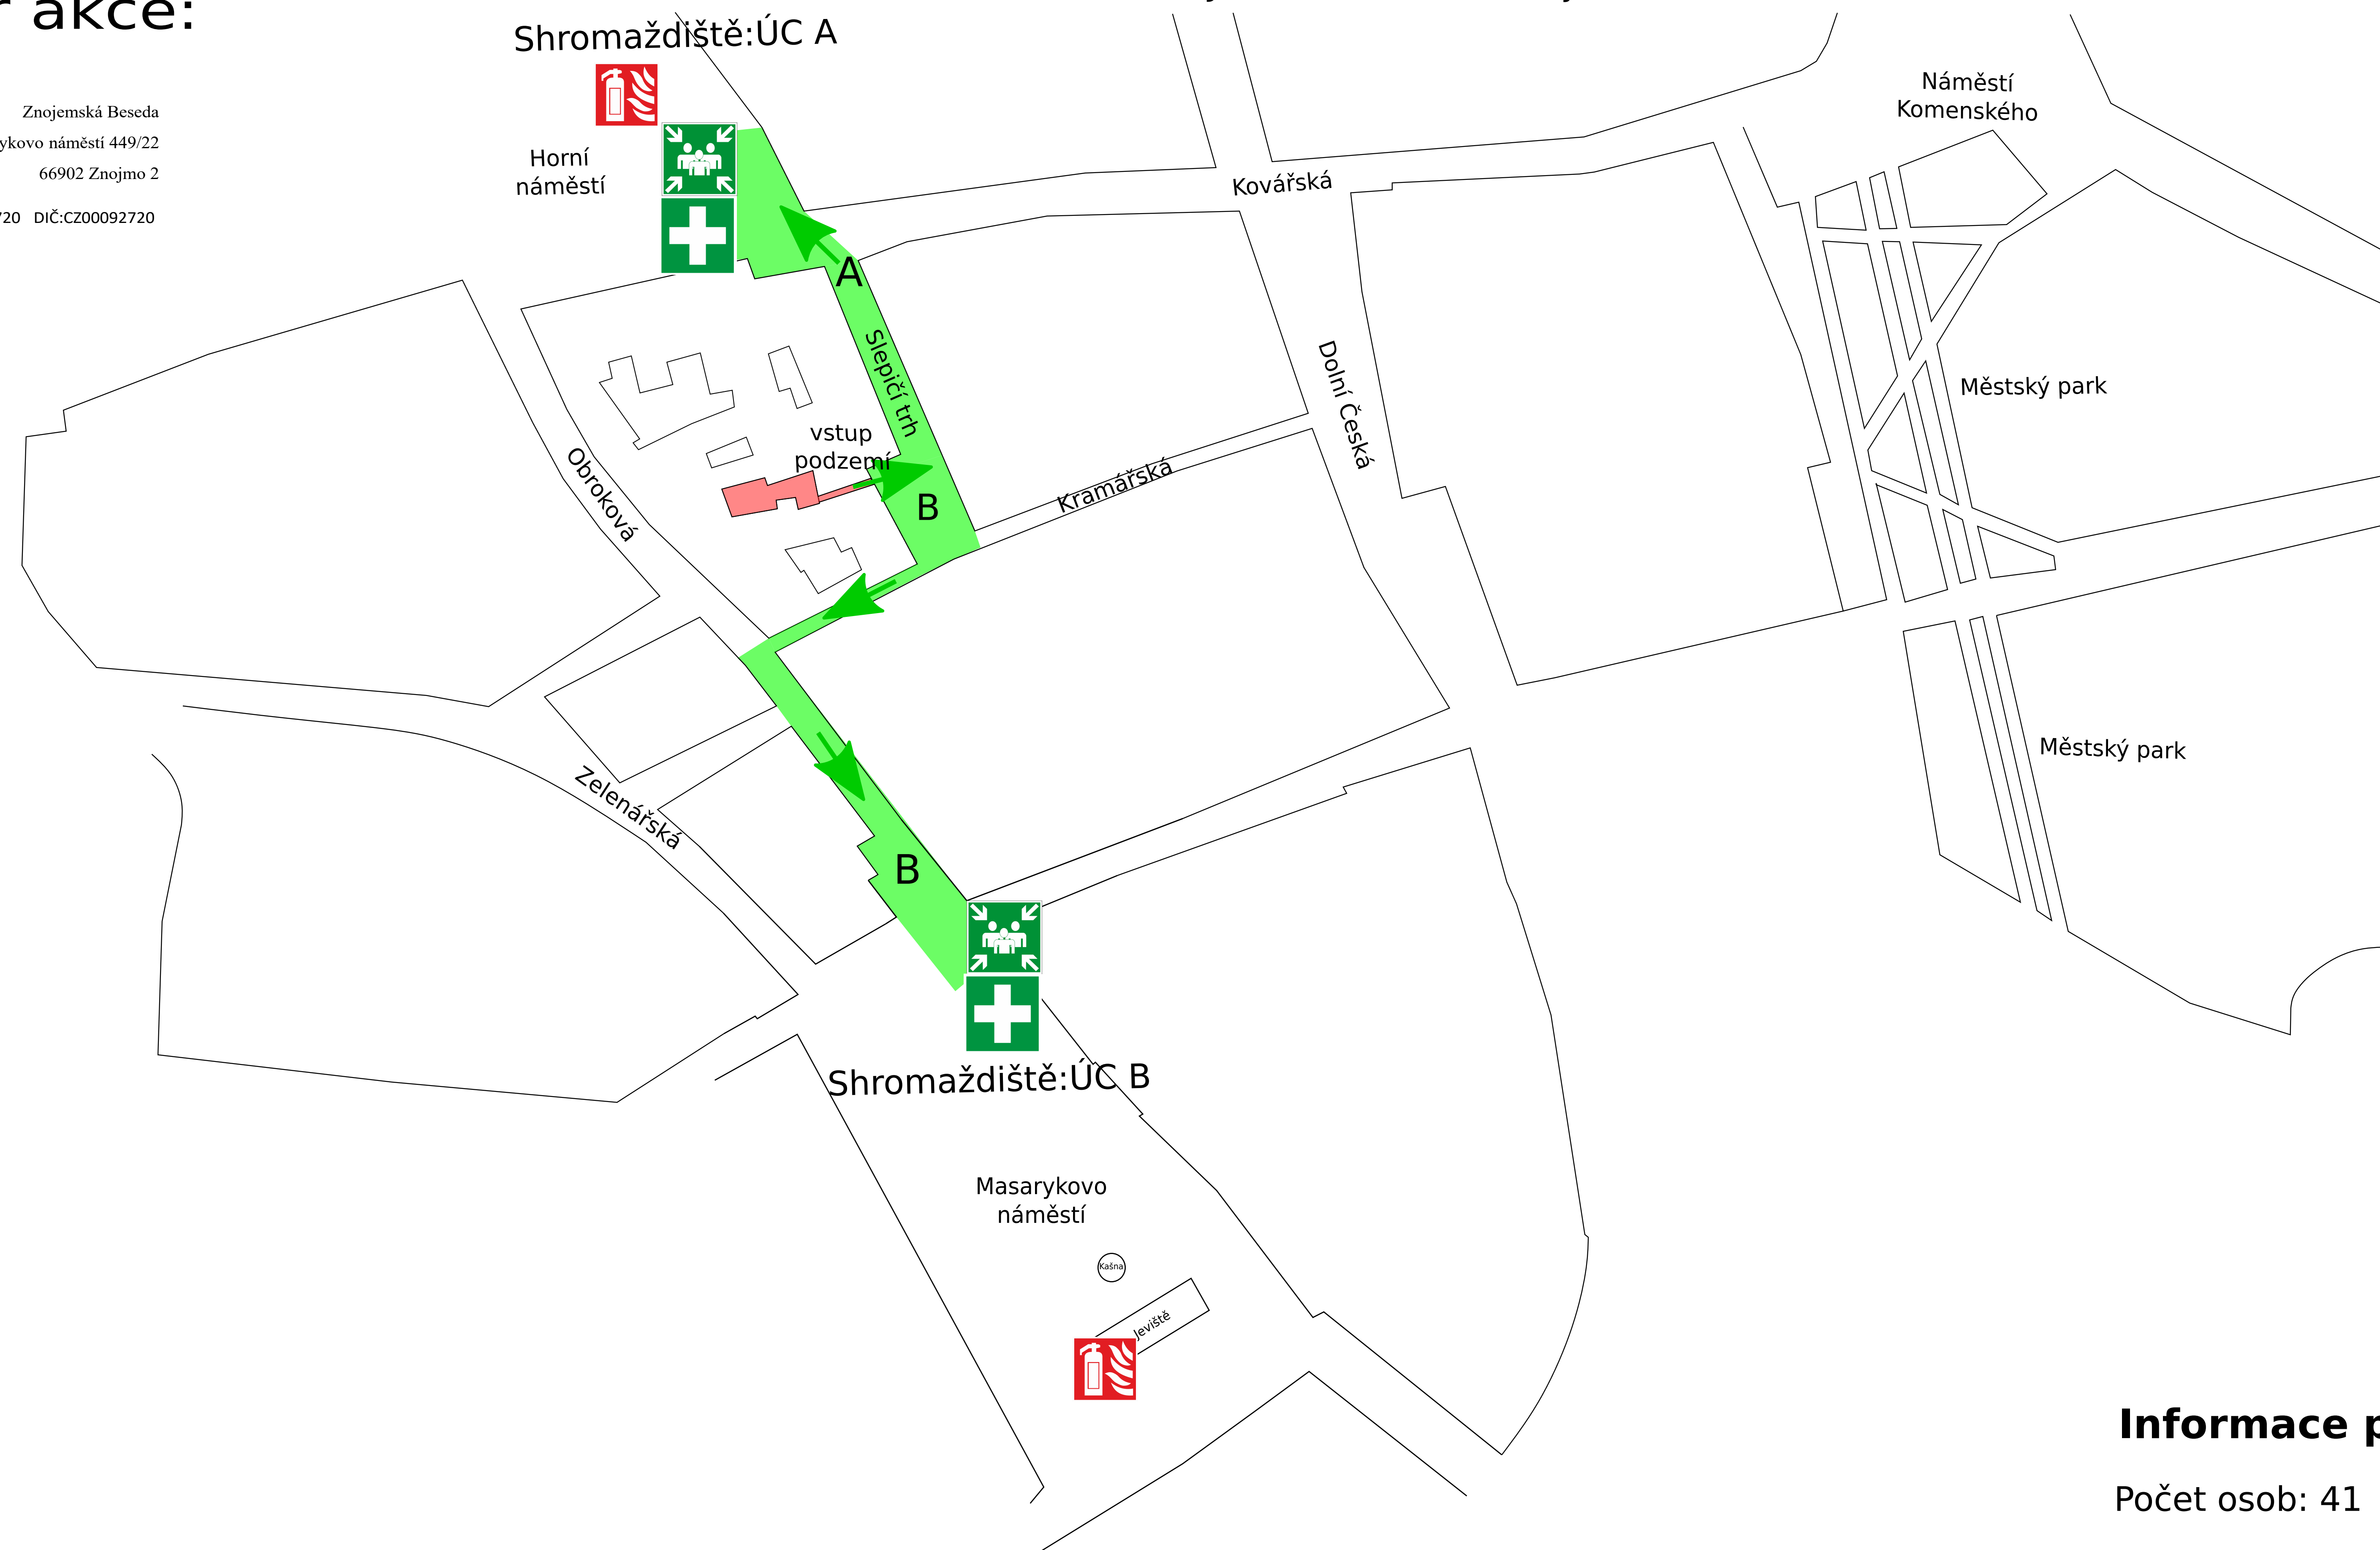 akce:
Znojemská Beseda
ykovo náměstí 449/22
66902 Znojmo 2
720 DIČ:CZ00092720
Shromaždiště:ÚC A
Horní
náměstí
Náměstí
Komenského
Kovářská
A
Slepičí trh
Dolní Česká
Městský park
vstup
podzemí
Obroková
B
Kramářská
Městský park
Zelenářská
B
Shromaždiště:ÚC B
Masarykovo
náměstí
Kašna
Jeviště
Informace p
Počet osob: 41